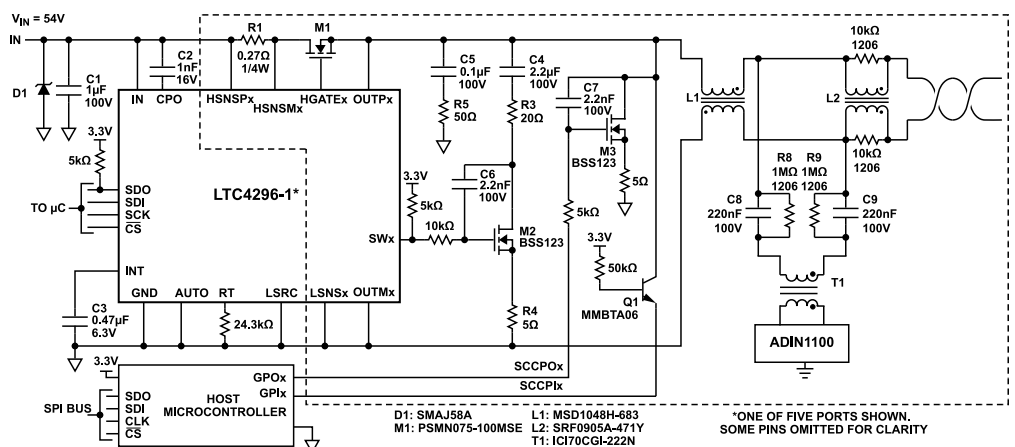 VIN = 54V
IN
R1
0.27Ω
1/4W
M1
C2
1nF
16V
C1
1µF
100V
D1
C5
0.1µF
100V
R5
50Ω
C4
2.2µF
100V
R3
20Ω
C7
2.2nF
100V
M3
BSS123
5Ω
L1
10kΩ
1206
L2
10kΩ
1206
IN
CPO
HSNSPx
HSNSMx
HGATEx
OUTPx
3.3V
5kΩ
TO µC
SDO
SDI
SCK
CS
LTC4296-1*
C6
2.2nF
100V
3.3V
5kΩ
10kΩ
SWx
M2
BSS123
5kΩ
3.3V
50kΩ
Q1
MMBTA06
R8
1MΩ
1206
R9
1MΩ
1206
C8
220nF
100V
C9
220nF
100V
T1
ADIN1100
INT
C3
0.47µF
6.3V
GND
AUTO
RT
LSRC
LSNSx
OUTMx
24.3kΩ
R4
5Ω
3.3V
SPI BUS
SDO
SDI
CLK
CS
GPOx
GPIx
HOST
MICROCONTROLLER
SCCPOx
SCCPIx
D1: SMAJ58A
M1: PSMN075-100MSE
L1: MSD1048H-683
L2: SRF0905A-471Y
T1: ICI70CGI-222N
*ONE OF FIVE PORTS SHOWN.
SOME PINS OMITTED FOR CLARITY